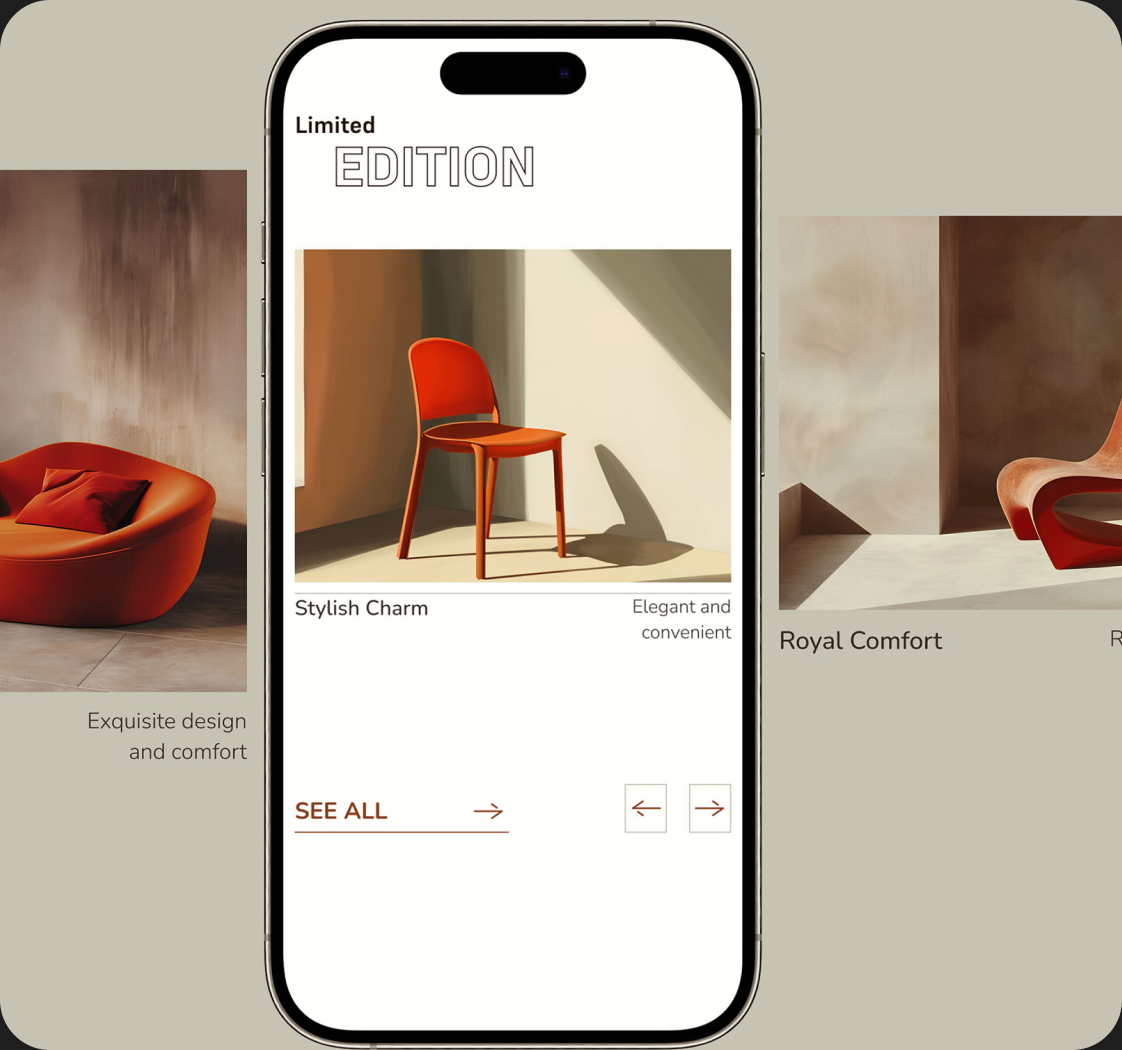 Limited
EDITION
Stylish Charm
Elegant and
convenient
Exquisite design
and comfort
Royal Comfort
R
SEE ALL